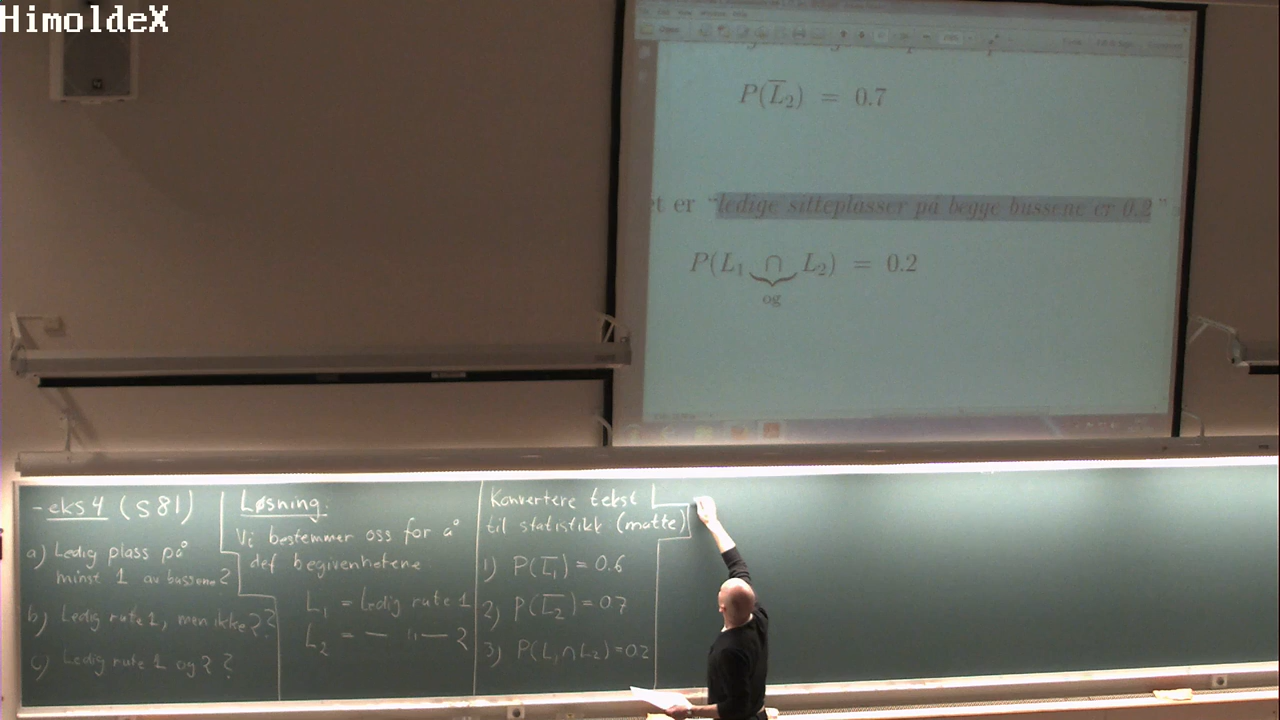 HimoldeX
P(L̅₂) = 0.7
et er "ledige sitteplasser på begge bussene er 0.2"
P(L₁ ∩ L₂) = 0.2
og
- eks 4 (S 81)
a) Ledig plass på
minst 1 av bussene?
b) Ledig rute 1, men ikke 2?
c) Ledig rute 1 og 2?
Løsning:
Vi bestemmer oss for å
def begivenhetene
L₁ = Ledig rute 1
L₂ = — " — 2
Konvertere tekst
til statistikk (matte)
1) P(L̅₁) = 0.6
2) P(L̅₂) = 0.7
3) P(L₁ ∩ L₂) = 0.2